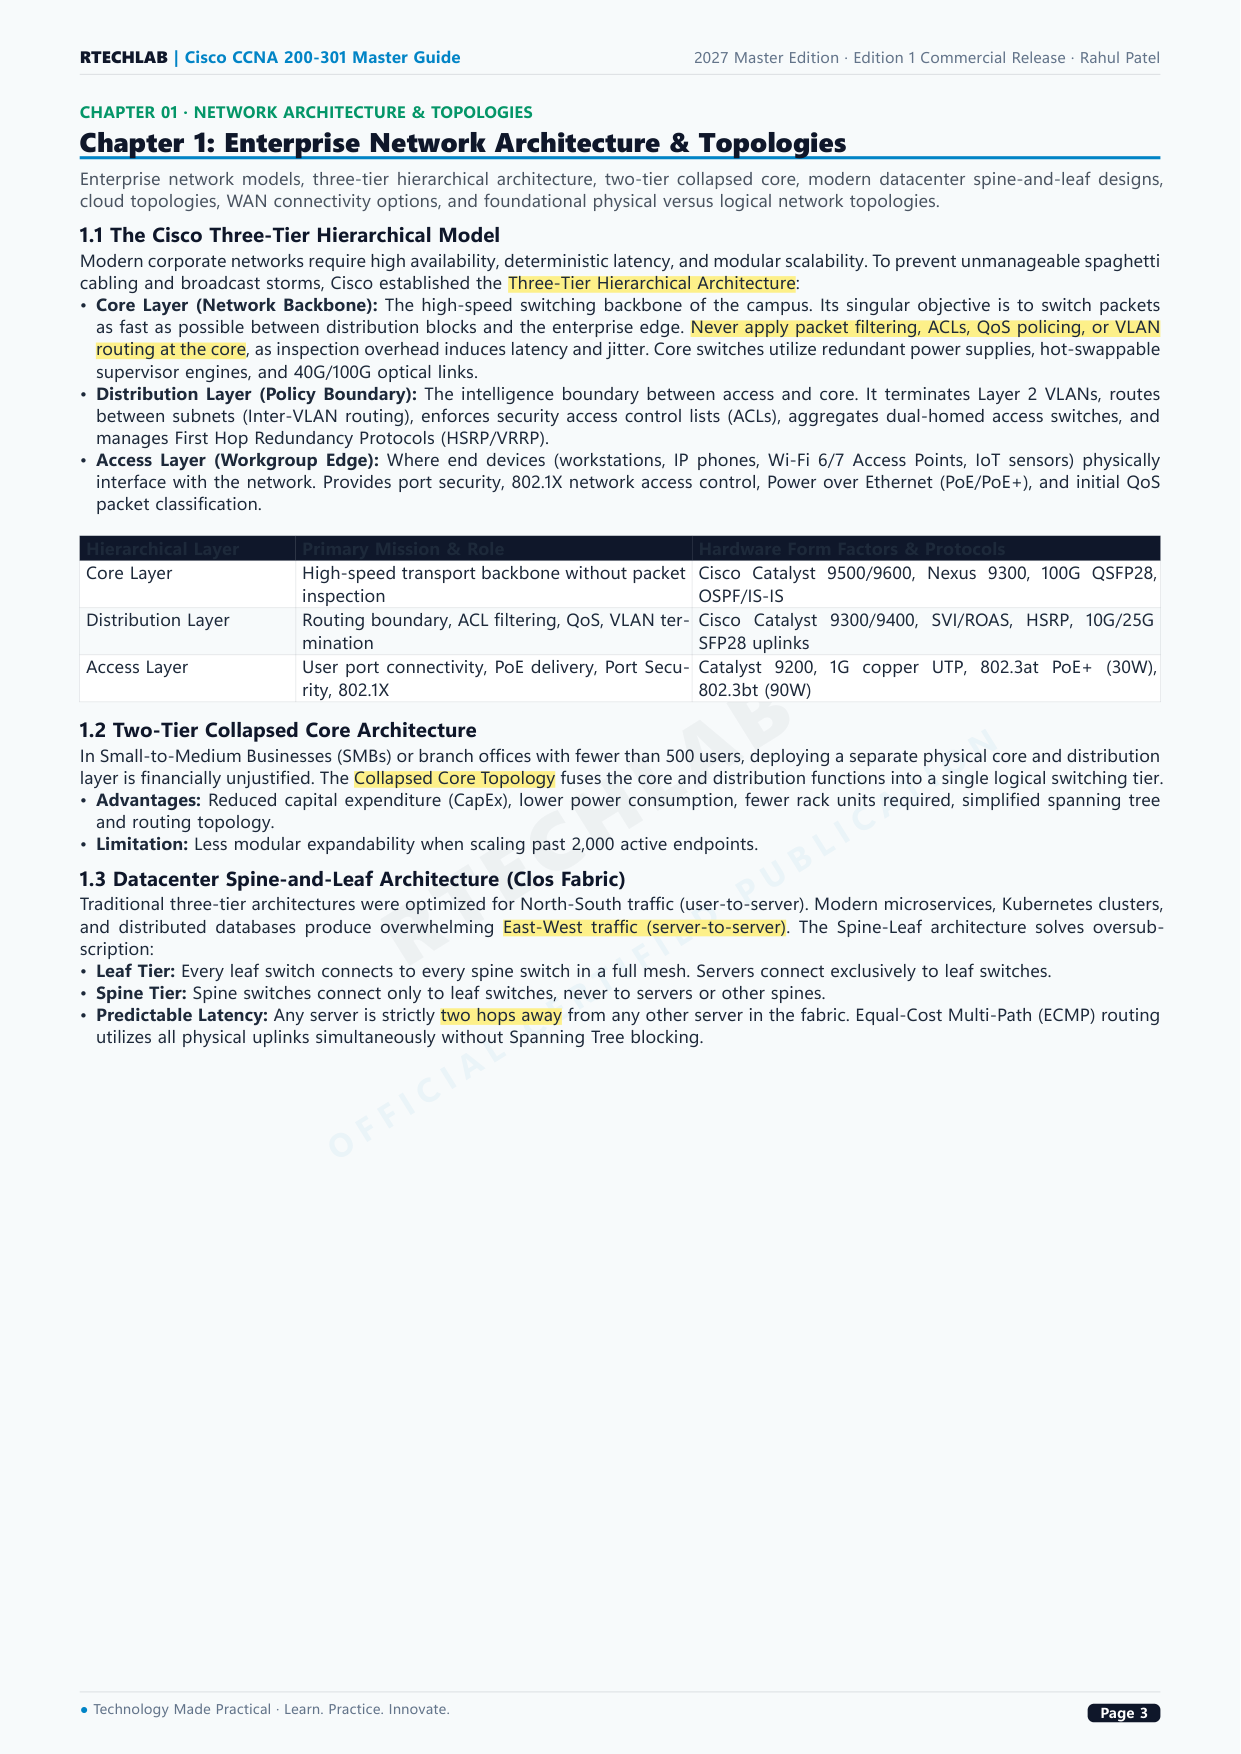 RTECHLAB | Cisco CCNA 200-301 Master Guide
2027 Master Edition · Edition 1 Commercial Release · Rahul Patel
CHAPTER 01 · NETWORK ARCHITECTURE & TOPOLOGIES
Chapter 1: Enterprise Network Architecture & Topologies
Enterprise network models, three-tier hierarchical architecture, two-tier collapsed core, modern datacenter spine-and-leaf designs,
cloud topologies, WAN connectivity options, and foundational physical versus logical network topologies.
1.1 The Cisco Three-Tier Hierarchical Model
Modern corporate networks require high availability, deterministic latency, and modular scalability. To prevent unmanageable spaghetti
cabling and broadcast storms, Cisco established the Three-Tier Hierarchical Architecture:
• Core Layer (Network Backbone): The high-speed switching backbone of the campus. Its singular objective is to switch packets
as fast as possible between distribution blocks and the enterprise edge. Never apply packet filtering, ACLs, QoS policing, or VLAN
routing at the core, as inspection overhead induces latency and jitter. Core switches utilize redundant power supplies, hot-swappable
supervisor engines, and 40G/100G optical links.
• Distribution Layer (Policy Boundary): The intelligence boundary between access and core. It terminates Layer 2 VLANs, routes
between subnets (Inter-VLAN routing), enforces security access control lists (ACLs), aggregates dual-homed access switches, and
manages First Hop Redundancy Protocols (HSRP/VRRP).
• Access Layer (Workgroup Edge): Where end devices (workstations, IP phones, Wi-Fi 6/7 Access Points, IoT sensors) physically
interface with the network. Provides port security, 802.1X network access control, Power over Ethernet (PoE/PoE+), and initial QoS
packet classification.
Hierarchical Layer Primary Mission & Role Hardware Form Factors & Protocols
Core Layer High-speed transport backbone without packet Cisco Catalyst 9500/9600, Nexus 9300, 100G QSFP28,
inspection OSPF/IS-IS
Distribution Layer Routing boundary, ACL filtering, QoS, VLAN ter- Cisco Catalyst 9300/9400, SVI/ROAS, HSRP, 10G/25G
mination SFP28 uplinks
Access Layer User port connectivity, PoE delivery, Port Secu- Catalyst 9200, 1G copper UTP, 802.3at PoE+ (30W),
rity, 802.1X 802.3bt (90W)
1.2 Two-Tier Collapsed Core Architecture
In Small-to-Medium Businesses (SMBs) or branch offices with fewer than 500 users, deploying a separate physical core and distribution
layer is financially unjustified. The Collapsed Core Topology fuses the core and distribution functions into a single logical switching tier.
• Advantages: Reduced capital expenditure (CapEx), lower power consumption, fewer rack units required, simplified spanning tree
and routing topology.
• Limitation: Less modular expandability when scaling past 2,000 active endpoints.
1.3 Datacenter Spine-and-Leaf Architecture (Clos Fabric)
Traditional three-tier architectures were optimized for North-South traffic (user-to-server). Modern microservices, Kubernetes clusters,
and distributed databases produce overwhelming East-West traffic (server-to-server). The Spine-Leaf architecture solves oversub-
scription:
• Leaf Tier: Every leaf switch connects to every spine switch in a full mesh. Servers connect exclusively to leaf switches.
• Spine Tier: Spine switches connect only to leaf switches, never to servers or other spines.
• Predictable Latency: Any server is strictly two hops away from any other server in the fabric. Equal-Cost Multi-Path (ECMP) routing
utilizes all physical uplinks simultaneously without Spanning Tree blocking.
RTECHLAB
OFFICIAL CERTIFIED PUBLICATION
• Technology Made Practical · Learn. Practice. Innovate.
Page 3